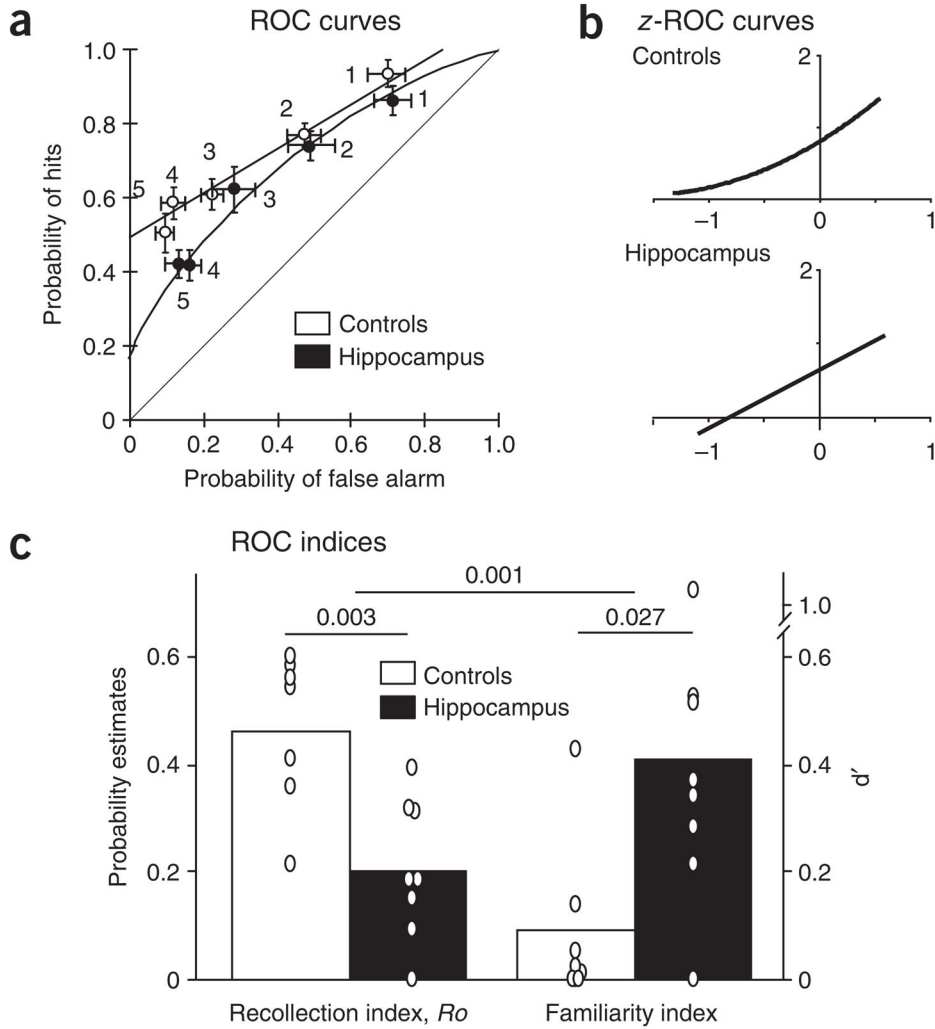 a
ROC curves
1.0
0.8
0.6
0.4
0.2
0
Probability of hits
1
1
2
2
3
3
5
4
4
5
Controls
Hippocampus
0 0.2 0.4 0.6 0.8 1.0
Probability of false alarm
b
z-ROC curves
Controls
2
–1 0 1
Hippocampus
2
–1 0 1
c
ROC indices
0.001
0.003
0.027
Controls
Hippocampus
Probability estimates
0.6
0.4
0.2
0
1.0
0.6
0.4
0.2
0
d′
Recollection index, Ro
Familiarity index